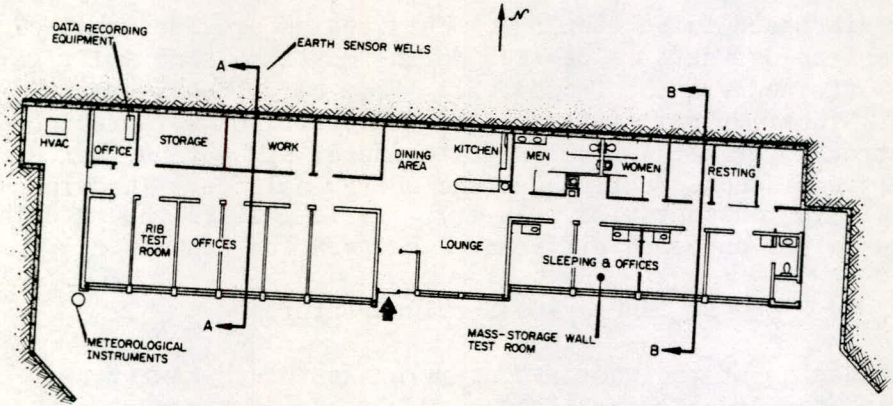 N
DATA RECORDING
EQUIPMENT
A
EARTH SENSOR WELLS
B
HVAC
OFFICE
STORAGE
WORK
DINING
AREA
KITCHEN
MEN
WOMEN
RESTING
RIB
TEST
ROOM
OFFICES
LOUNGE
SLEEPING & OFFICES
A
METEOROLOGICAL
INSTRUMENTS
MASS-STORAGE WALL
TEST ROOM
B